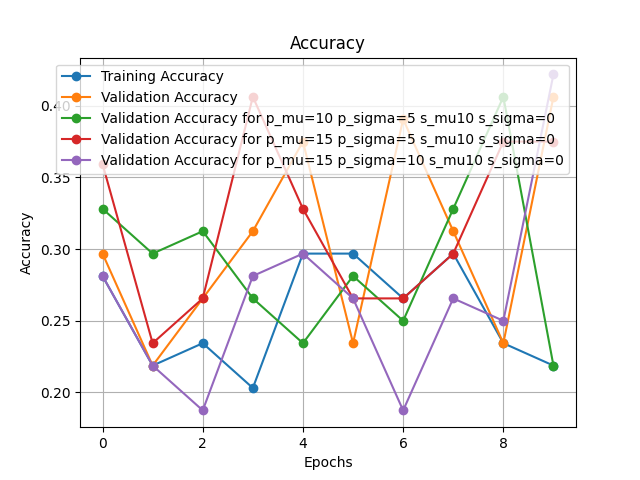 Accuracy
Training Accuracy
Validation Accuracy
Validation Accuracy for p_mu=10 p_sigma=5 s_mu10 s_sigma=0
Validation Accuracy for p_mu=15 p_sigma=5 s_mu10 s_sigma=0
Validation Accuracy for p_mu=15 p_sigma=10 s_mu10 s_sigma=0
0.40
0.35
0.30
0.25
0.20
Accuracy
0 2 4 6 8
Epochs